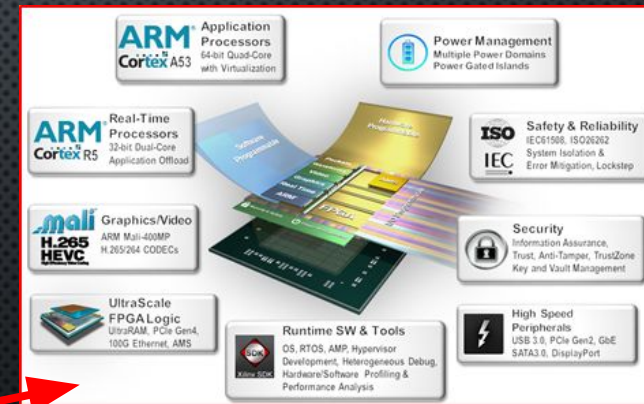 ARM
Cortex A53
Application
Processors
64-bit Quad-Core
with Virtualization
Power Management
Multiple Power Domains
Power Gated Islands
ARM
Cortex R5
Real-Time
Processors
32-bit Dual-Core
Application Offload
Software
Programmable
Hardware
Programmable
ISO
IEC
Safety & Reliability
IEC61508, ISO26262
System Isolation &
Error Mitigation, Lockstep
Graphics
Real Time
ARM
FPGA
Mali
H.265
HEVC
Graphics/Video
ARM Mali-400MP
H.265/264 CODECs
Security
Information Assurance,
Trust, Anti-Tamper, TrustZone
Key and Vault Management
UltraScale
FPGA Logic
UltraRAM, PCIe Gen4,
100G Ethernet, AMS
SDK
Xilinx SDK
Runtime SW & Tools
OS, RTOS, AMP, Hypervisor
Development, Heterogeneous Debug,
Hardware/Software Profiling &
Performance Analysis
High Speed
Peripherals
USB 3.0, PCIe Gen2, GbE
SATA3.0, DisplayPort